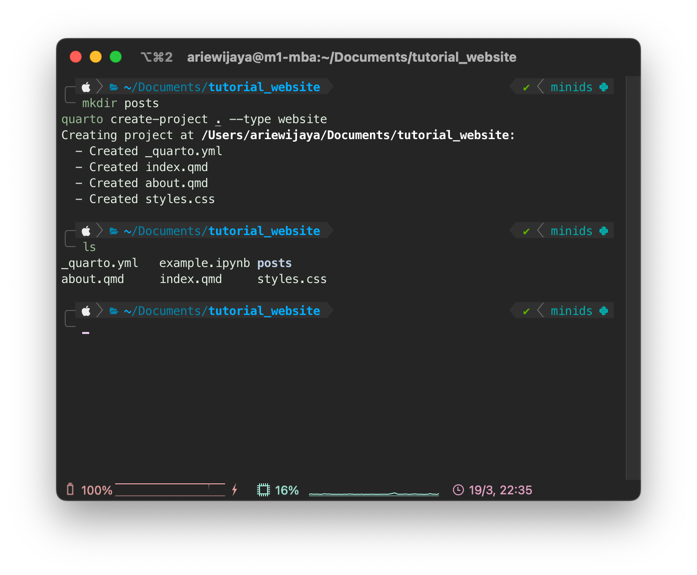 ⌥⌘2 ariewijaya@m1-mba:~/Documents/tutorial_website
~/Documents/tutorial_website ✔ minids
mkdir posts
quarto create-project . --type website
Creating project at /Users/ariewijaya/Documents/tutorial_website:
- Created _quarto.yml
- Created index.qmd
- Created about.qmd
- Created styles.css
~/Documents/tutorial_website ✔ minids
ls
_quarto.yml example.ipynb posts
about.qmd index.qmd styles.css
~/Documents/tutorial_website ✔ minids
100% 16% 19/3, 22:35